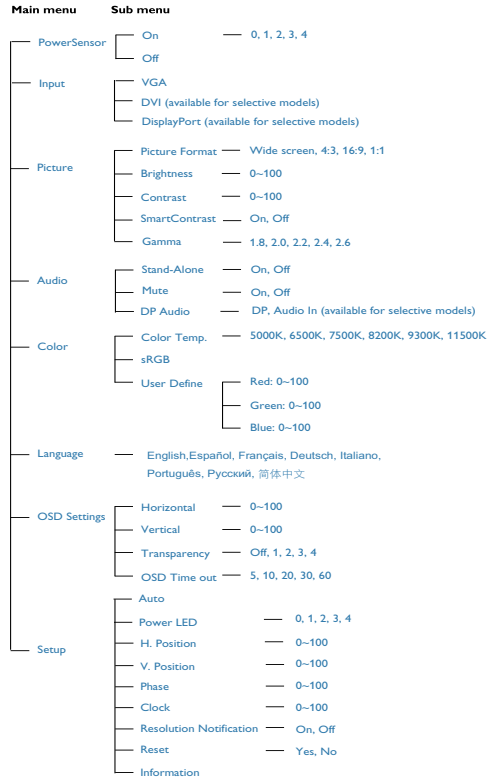 Main menu Sub menu
PowerSensor
On 0, 1, 2, 3, 4
Off
Input
VGA
DVI (available for selective models)
DisplayPort (available for selective models)
Picture
Picture Format Wide screen, 4:3, 16:9, 1:1
Brightness 0~100
Contrast 0~100
SmartContrast On, Off
Gamma 1.8, 2.0, 2.2, 2.4, 2.6
Audio
Stand-Alone On, Off
Mute On, Off
DP Audio DP, Audio In (available for selective models)
Color
Color Temp. 5000K, 6500K, 7500K, 8200K, 9300K, 11500K
sRGB
User Define Red: 0~100
Green: 0~100
Blue: 0~100
Language
English,Español, Français, Deutsch, Italiano,
Português, Русский, 简体中文
OSD Settings
Horizontal 0~100
Vertical 0~100
Transparency Off, 1, 2, 3, 4
OSD Time out 5, 10, 20, 30, 60
Setup
Auto
Power LED 0, 1, 2, 3, 4
H. Position 0~100
V. Position 0~100
Phase 0~100
Clock 0~100
Resolution Notification On, Off
Reset Yes, No
Information